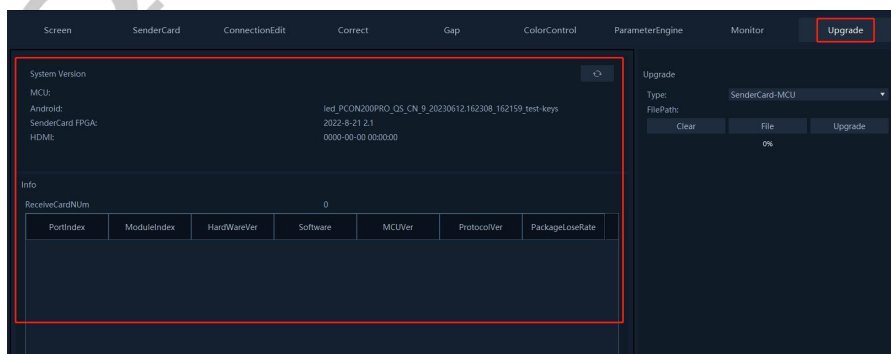 Screen SenderCard ConnectionEdit Correct Gap ColorControl ParameterEngine Monitor Upgrade
System Version
MCU:
Android: led_PCON200PRO_QS_CN_9_20230612.162308_162159_test-keys
SenderCard FPGA: 2022-8-21 2.1
HDMI: 0000-00-00 00:00:00
Info
ReceiveCardNUm 0
PortIndex ModuleIndex HardWareVer Software MCUVer ProtocolVer PackageLoseRate
Upgrade
Type: SenderCard-MCU
FilePath:
Clear File Upgrade
0%